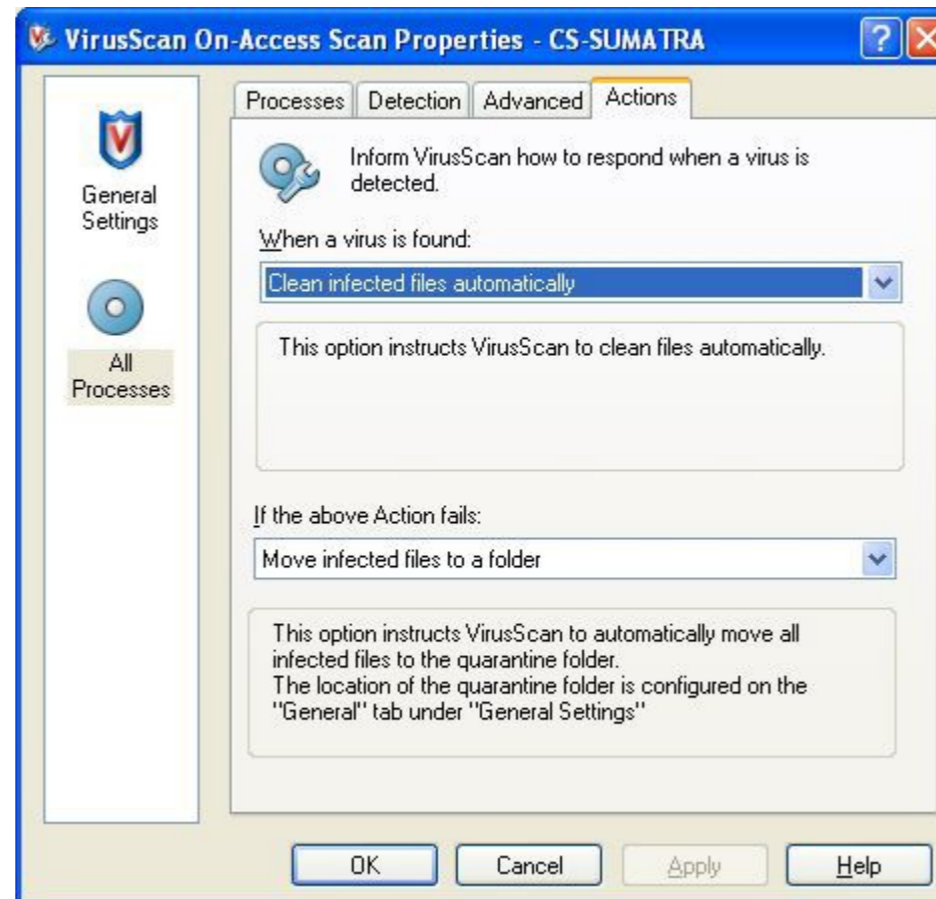 VirusScan On-Access Scan Properties - CS-SUMATRA
General
Settings
All
Processes
Processes Detection Advanced Actions
Inform VirusScan how to respond when a virus is
detected.
When a virus is found:
Clean infected files automatically
This option instructs VirusScan to clean files automatically.
If the above Action fails:
Move infected files to a folder
This option instructs VirusScan to automatically move all
infected files to the quarantine folder.
The location of the quarantine folder is configured on the
"General" tab under "General Settings"
OK Cancel Apply Help